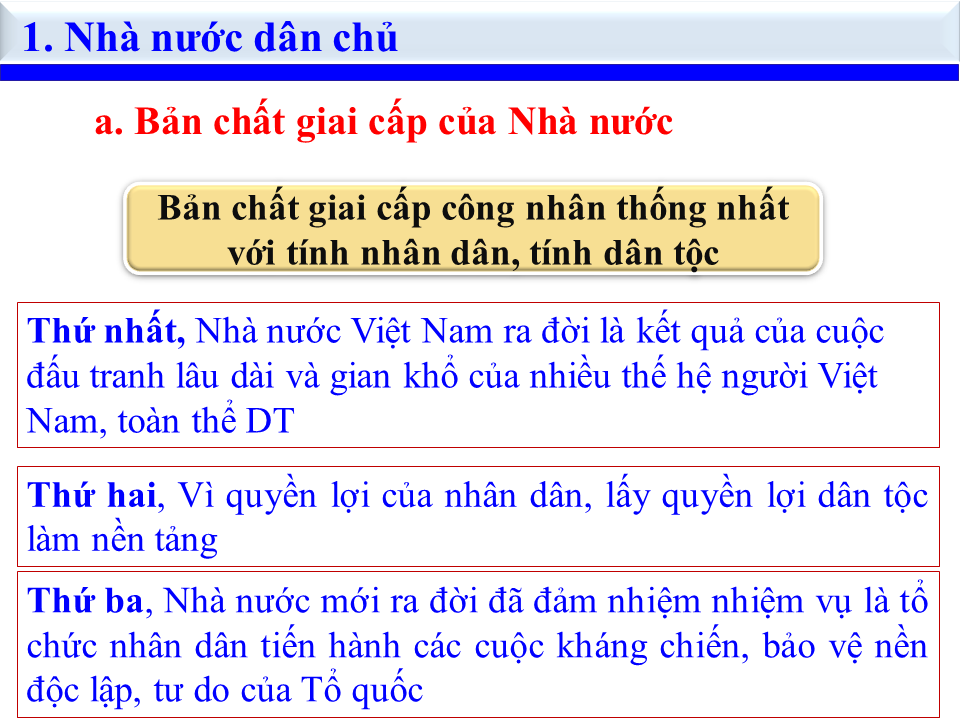 1. Nhà nước dân chủ
a. Bản chất giai cấp của Nhà nước
Bản chất giai cấp công nhân thống nhất
với tính nhân dân, tính dân tộc
Thứ nhất, Nhà nước Việt Nam ra đời là kết quả của cuộc
đấu tranh lâu dài và gian khổ của nhiều thế hệ người Việt
Nam, toàn thể DT
Thứ hai, Vì quyền lợi của nhân dân, lấy quyền lợi dân tộc
làm nền tảng
Thứ ba, Nhà nước mới ra đời đã đảm nhiệm nhiệm vụ là tổ
chức nhân dân tiến hành các cuộc kháng chiến, bảo vệ nền
độc lập, tư do của Tổ quốc